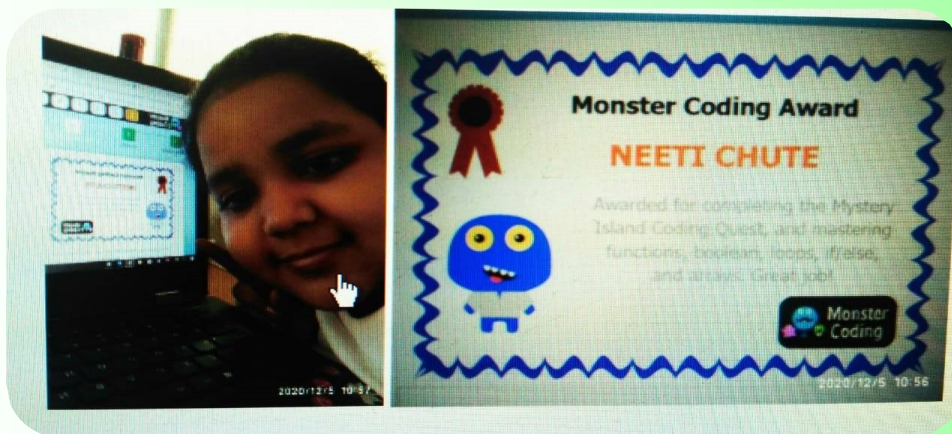 2020/12/5 10:57
Monster Coding Award
NEETI CHUTE
Awarded for completing the Mystery
Island Coding Quest, and mastering
functions, boolean, loops, if/else,
and arrays. Great job!
Monster
Coding
2020/12/5 10:56